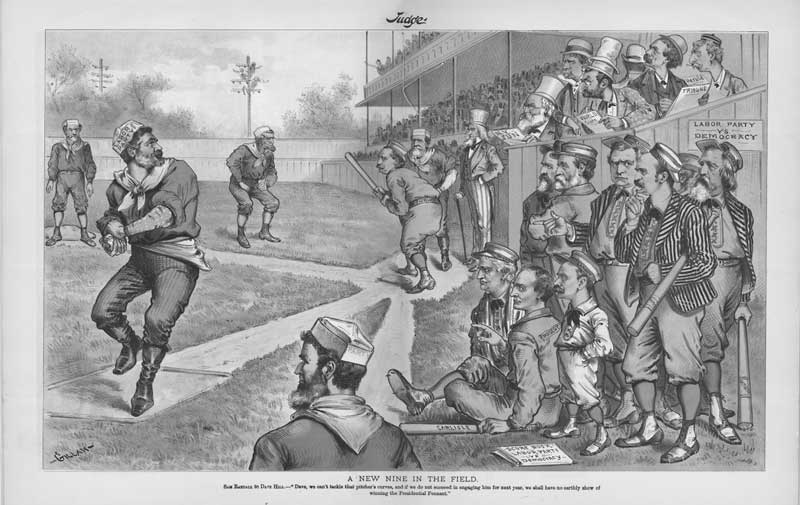 Judge
PUCK
TRIBUNE
LABOR PARTY
VS
DEMOCRACY
CARLISLE
SCORE BOOK
LABOR PARTY
VS
DEMOCRACY.
GILLAM
A NEW NINE IN THE FIELD.
SAM RANDALL TO DAVE HILL.—"Dave, we can't tackle that pitcher's curves, and if we do not succeed in engaging him for next year, we shall have no earthly show of
winning the Presidential Pennant."